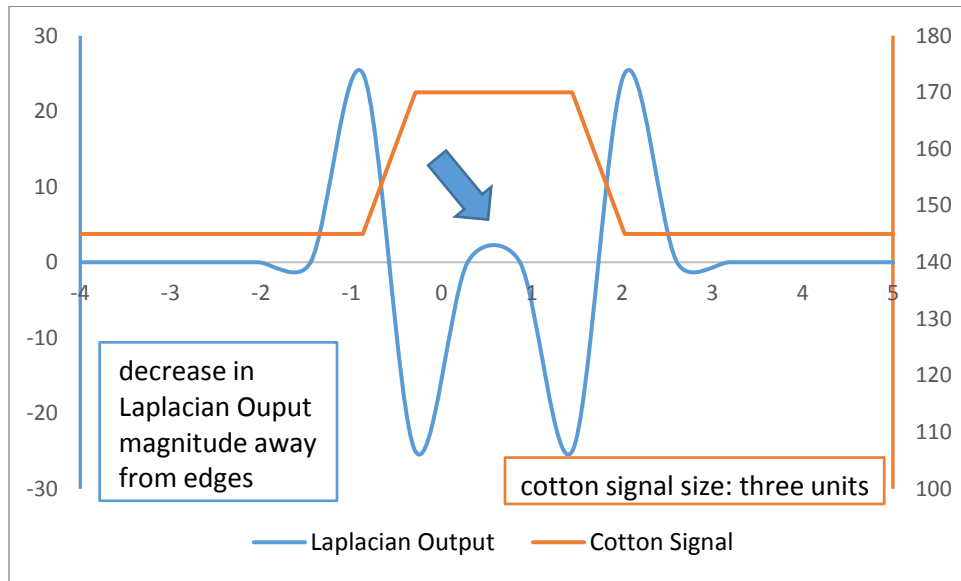 30
20
10
0
-10
-20
-30
180
170
160
150
140
130
120
110
100
-4 -3 -2 -1 0 1 2 3 4 5
decrease in
Laplacian Ouput
magnitude away
from edges
cotton signal size: three units
Laplacian Output Cotton Signal